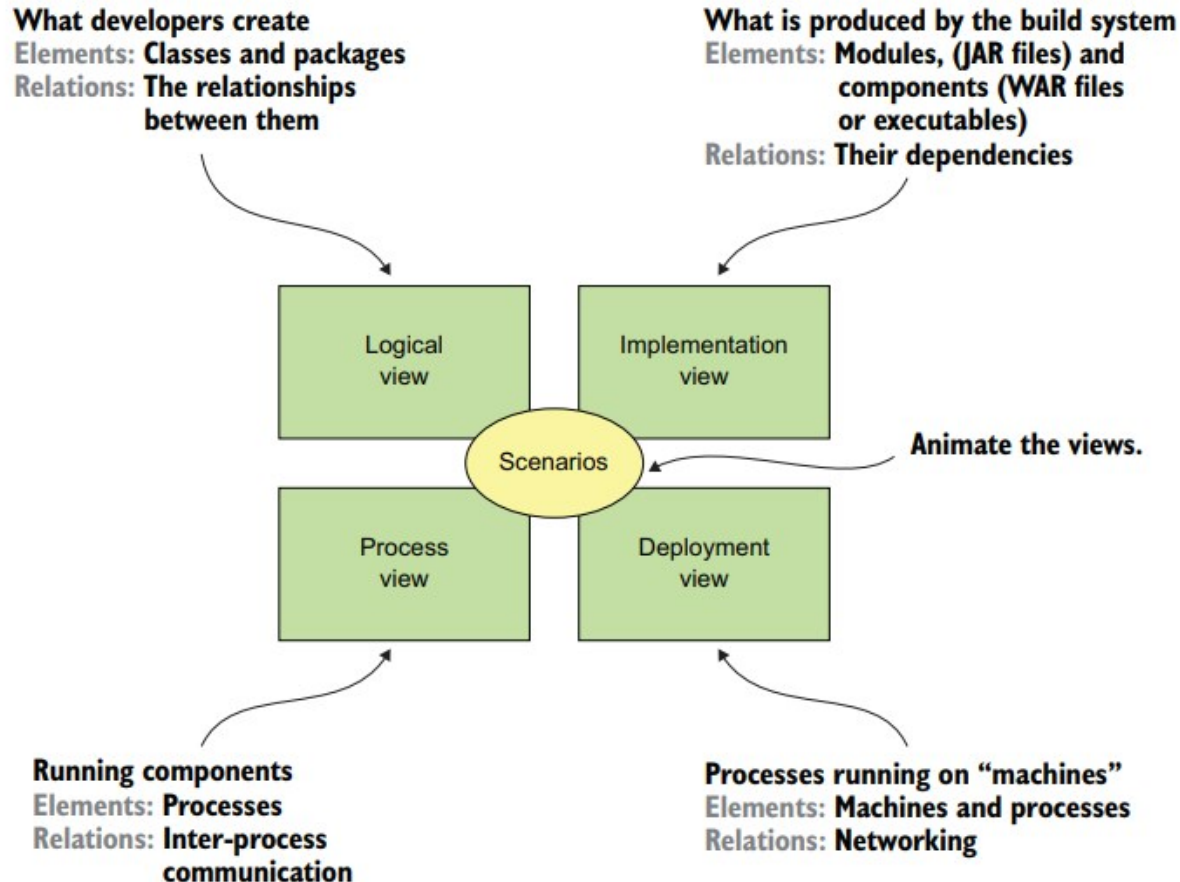 What developers create
Elements: Classes and packages
Relations: The relationships
between them
What is produced by the build system
Elements: Modules, (JAR files) and
components (WAR files
or executables)
Relations: Their dependencies
Logical
view
Implementation
view
Scenarios
Animate the views.
Process
view
Deployment
view
Running components
Elements: Processes
Relations: Inter-process
communication
Processes running on “machines”
Elements: Machines and processes
Relations: Networking